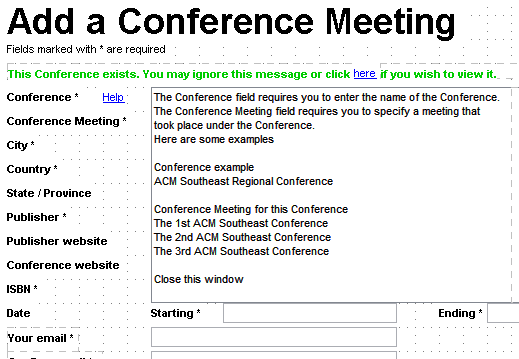 Add a Conference Meeting
Fields marked with * are required
This Conference exists. You may ignore this message or click here if you wish to view it.
Conference * Help
The Conference field requires you to enter the name of the Conference.
The Conference Meeting field requires you to specify a meeting that
took place under the Conference.
Here are some examples
Conference example
ACM Southeast Regional Conference
Conference Meeting for this Conference
The 1st ACM Southeast Conference
The 2nd ACM Southeast Conference
The 3rd ACM Southeast Conference
Close this window
Conference Meeting *
City *
Country *
State / Province
Publisher *
Publisher website
Conference website
ISBN *
Date Starting * Ending *
Your email *